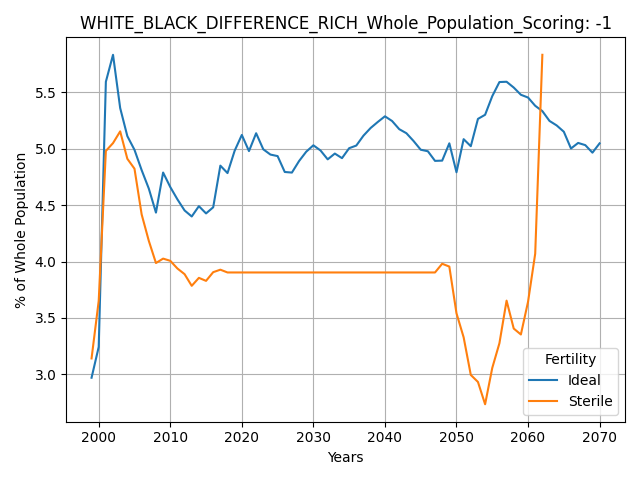 WHITE_BLACK_DIFFERENCE_RICH_Whole_Population_Scoring: -1
% of Whole Population
5.5
5.0
4.5
4.0
3.5
3.0
Fertility
Ideal
Sterile
2000 2010 2020 2030 2040 2050 2060 2070
Years